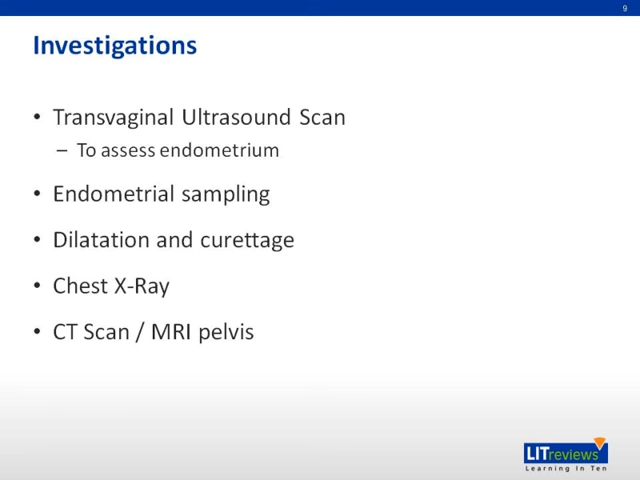 9
Investigations
• Transvaginal Ultrasound Scan
– To assess endometrium
• Endometrial sampling
• Dilatation and curettage
• Chest X-Ray
• CT Scan / MRI pelvis
LITreviews
Learning In Ten